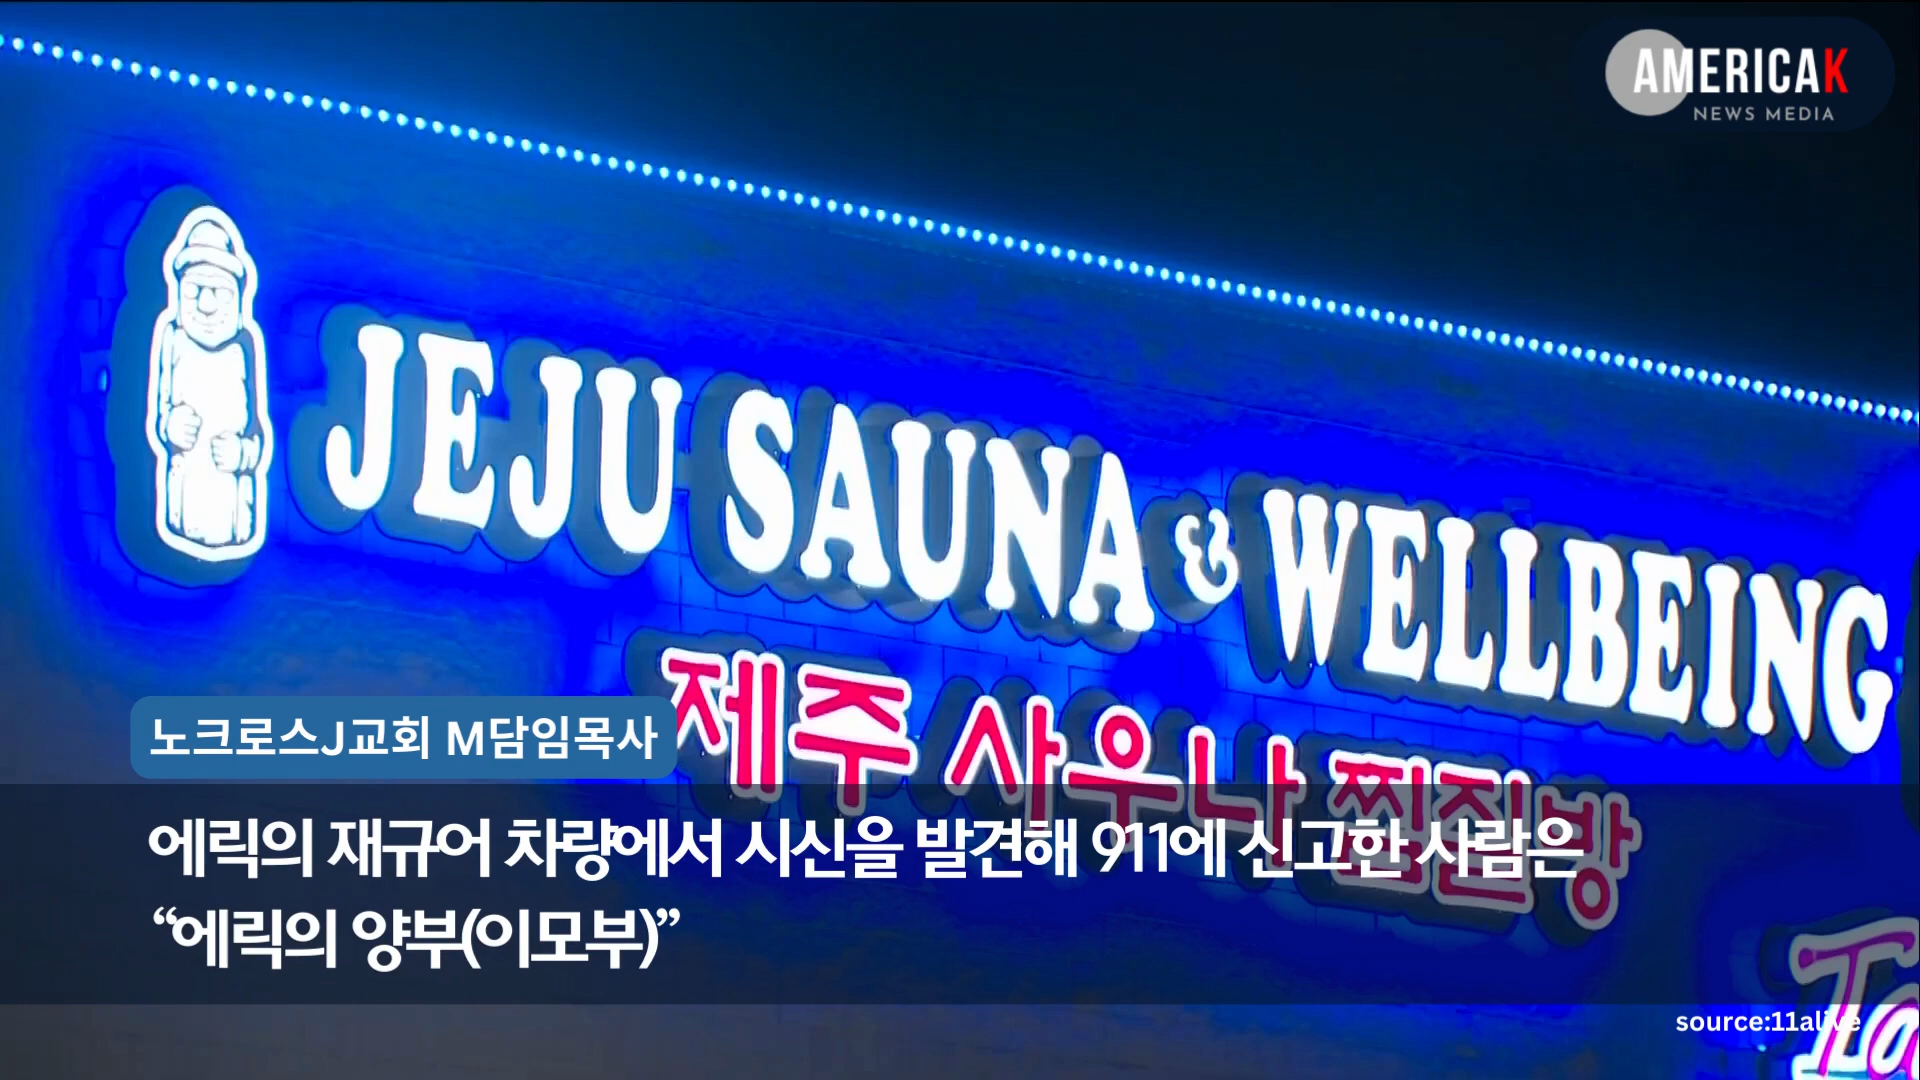 AMERICAK
NEWS MEDIA
JEJU SAUNA & WELLBEING
제주 사우나 찜질방
노크로스J교회 M담임목사
에릭의 재규어 차량에서 시신을 발견해 911에 신고한 사람은
“에릭의 양부(이모부)”
source:11alive